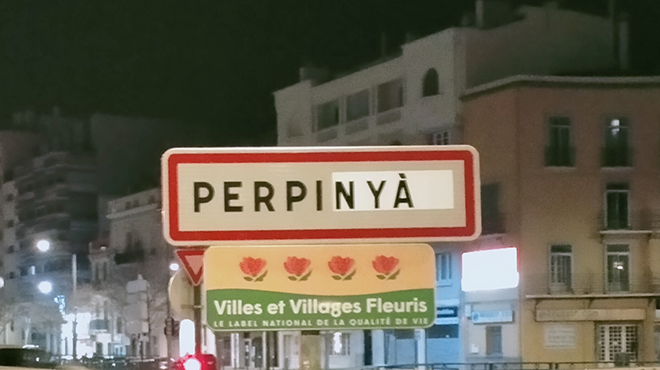 PERPINYÀ
Villes et Villages Fleuris
LE LABEL NATIONAL DE LA QUALITÉ DE VIE